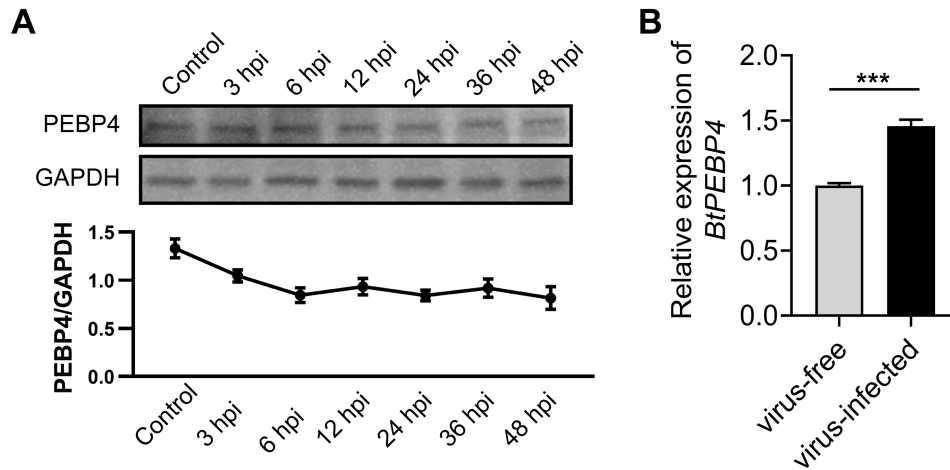 A
Control
3 hpi
6 hpi
12 hpi
24 hpi
36 hpi
48 hpi
PEBP4
GAPDH
PEBP4/GAPDH
1.5
1.0
0.5
0.0
Control
3 hpi
6 hpi
12 hpi
24 hpi
36 hpi
48 hpi
B
Relative expression of
BtPEBP4
2.0
1.5
1.0
0.5
0.0
***
virus-free
virus-infected